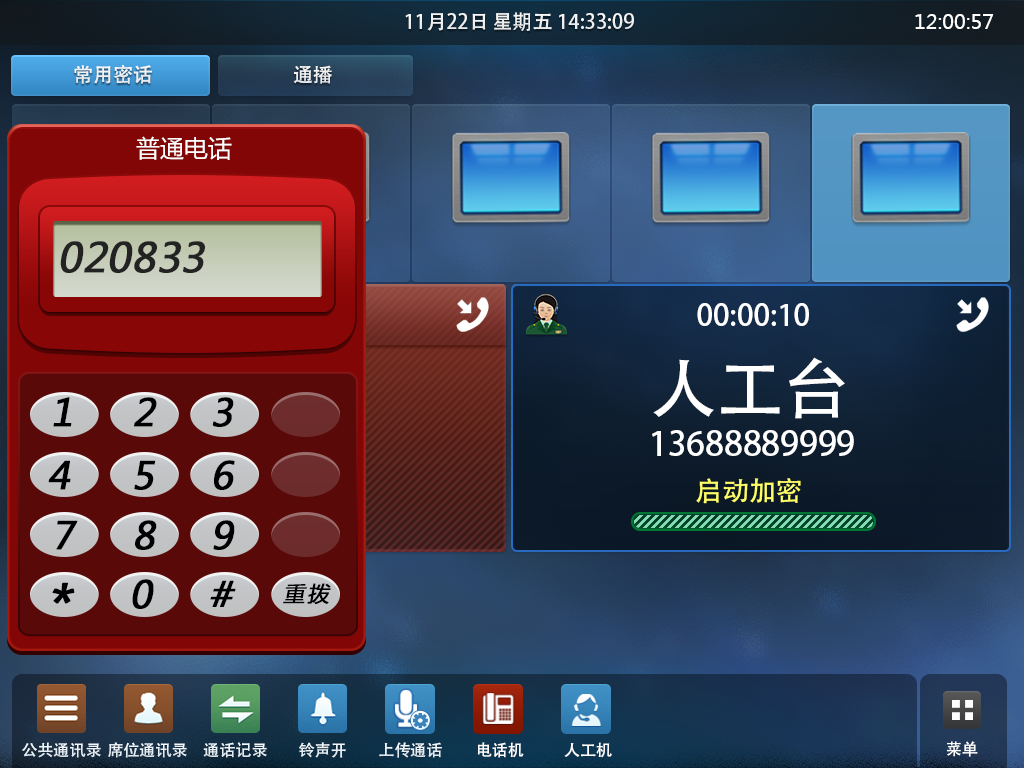 11月22日 星期五 14:33:09
12:00:57
常用密话
通播
普通电话
020833
1 2 3
4 5 6
7 8 9
* 0 # 重拨
00:00:10
人工台
13688889999
启动加密
公共通讯录
席位通讯录
通话记录
铃声开
上传通话
电话机
人工机
菜单